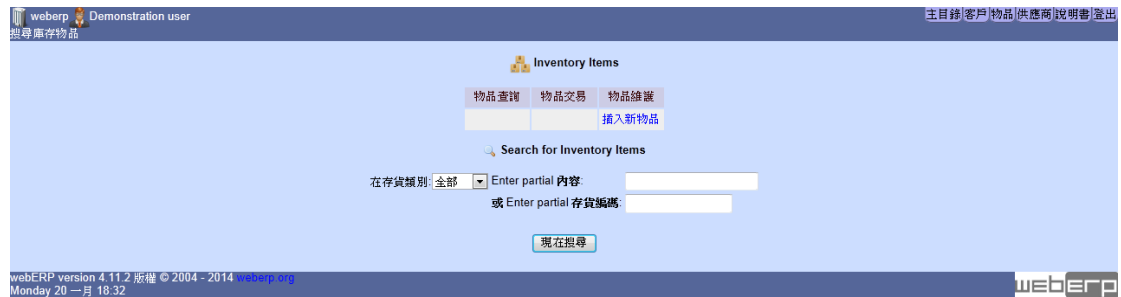 weberp Demonstration user 主目錄 客戶 物品 供應商 說明書 登出
搜尋庫存物品
Inventory Items
物品查詢 物品交易 物品維護
插入新物品
Search for Inventory Items
在存貨類別: 全部 Enter partial 內容:
或 Enter partial 存貨編碼:
現在搜尋
webERP version 4.11.2 版權 © 2004 - 2014 weberp.org
Monday 20 一月 18:32
weberp